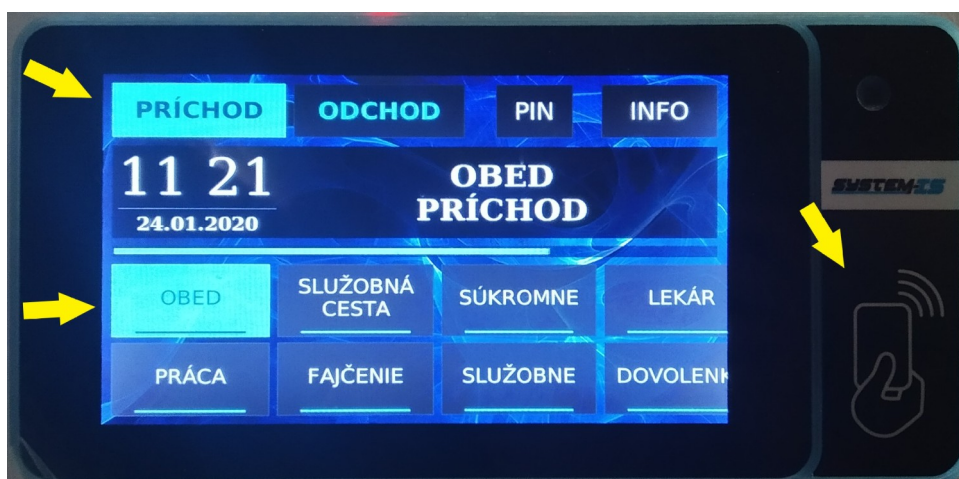 PRÍCHOD ODCHOD PIN INFO
11 21
24.01.2020
OBED
PRÍCHOD
SYSTEM-ZS
OBED
SLUŽOBNÁ
CESTA
SÚKROMNE
LEKÁR
PRÁCA
FAJČENIE
SLUŽOBNE
DOVOLENK